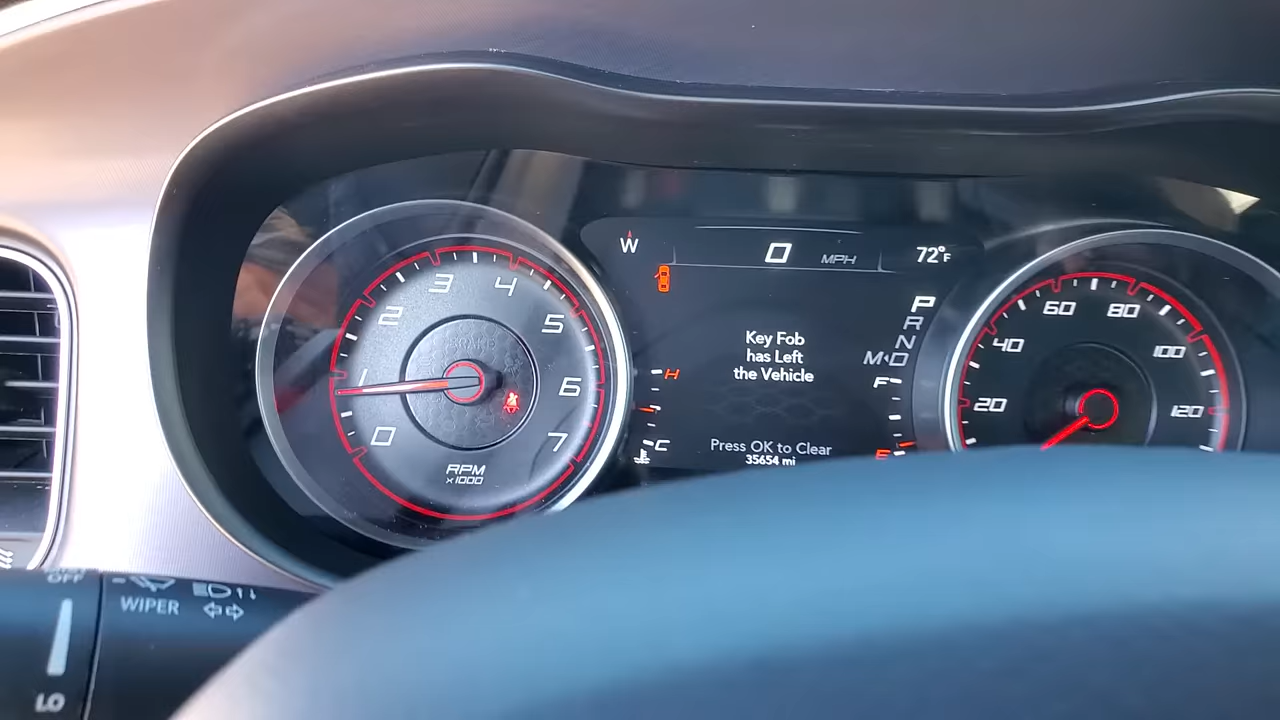 W
0 MPH
72°F
P
R
N
M◂D
Key Fob
has Left
the Vehicle
Press OK to Clear
35654 mi
H
C
F
E
0
1
2
3
4
5
6
7
BRAKE
RPM
x1000
20
40
60
80
100
120
OFF
WIPER
LO